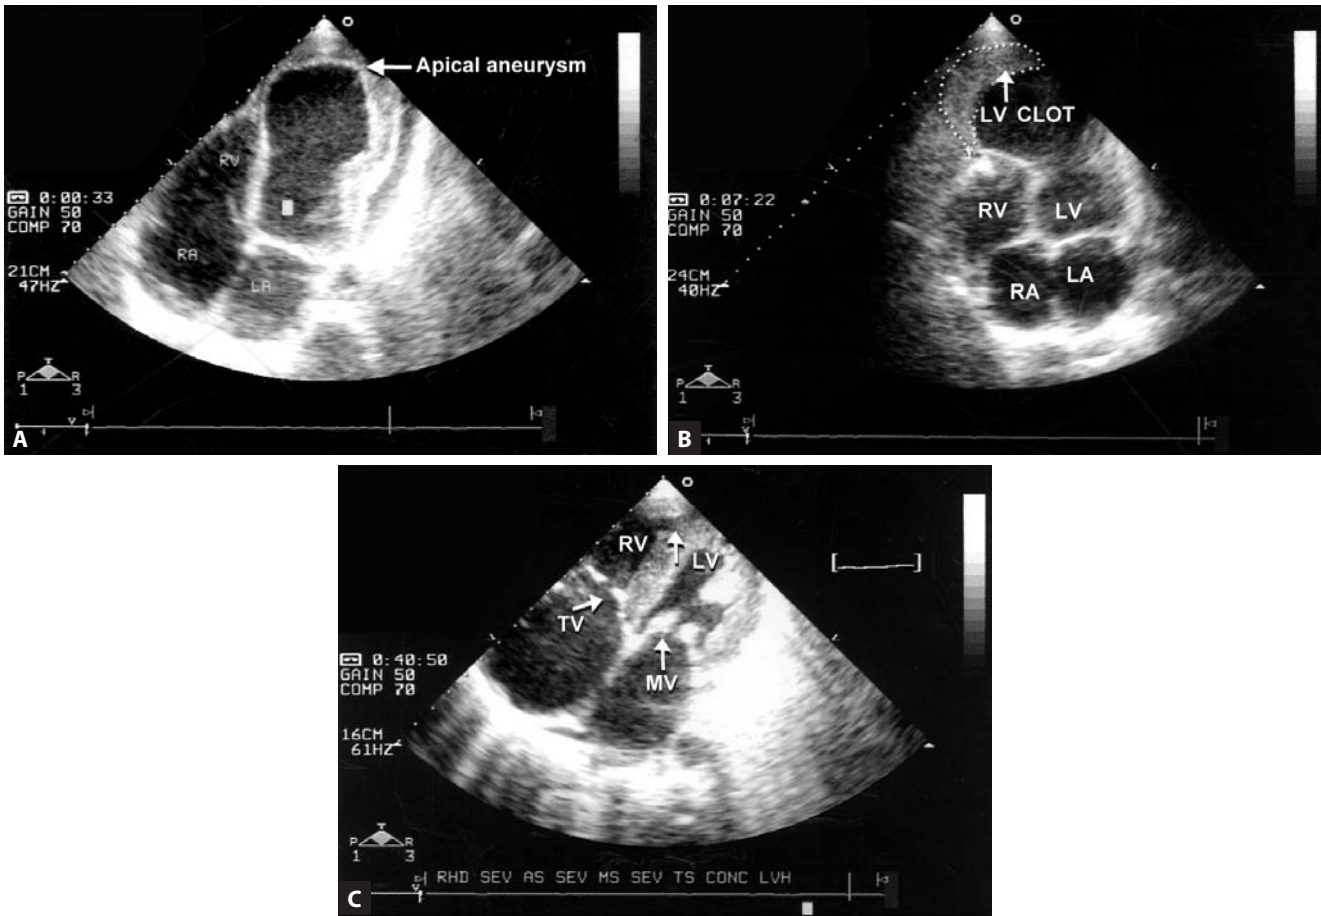 Apical aneurysm
RV
0:00:33
GAIN 50
COMP 70
RA
LA
21CM
47HZ
T
P R
1 3
A
LV CLOT
0:07:22
GAIN 50
COMP 70
RV LV
24CM
40HZ
RA LA
T
P R
1 3
B
RV
LV
TV
0:40:50
GAIN 50
COMP 70
MV
16CM
61HZ
T
P R
1 3
RHD SEV AS SEV MS SEV TS CONC LVH
C